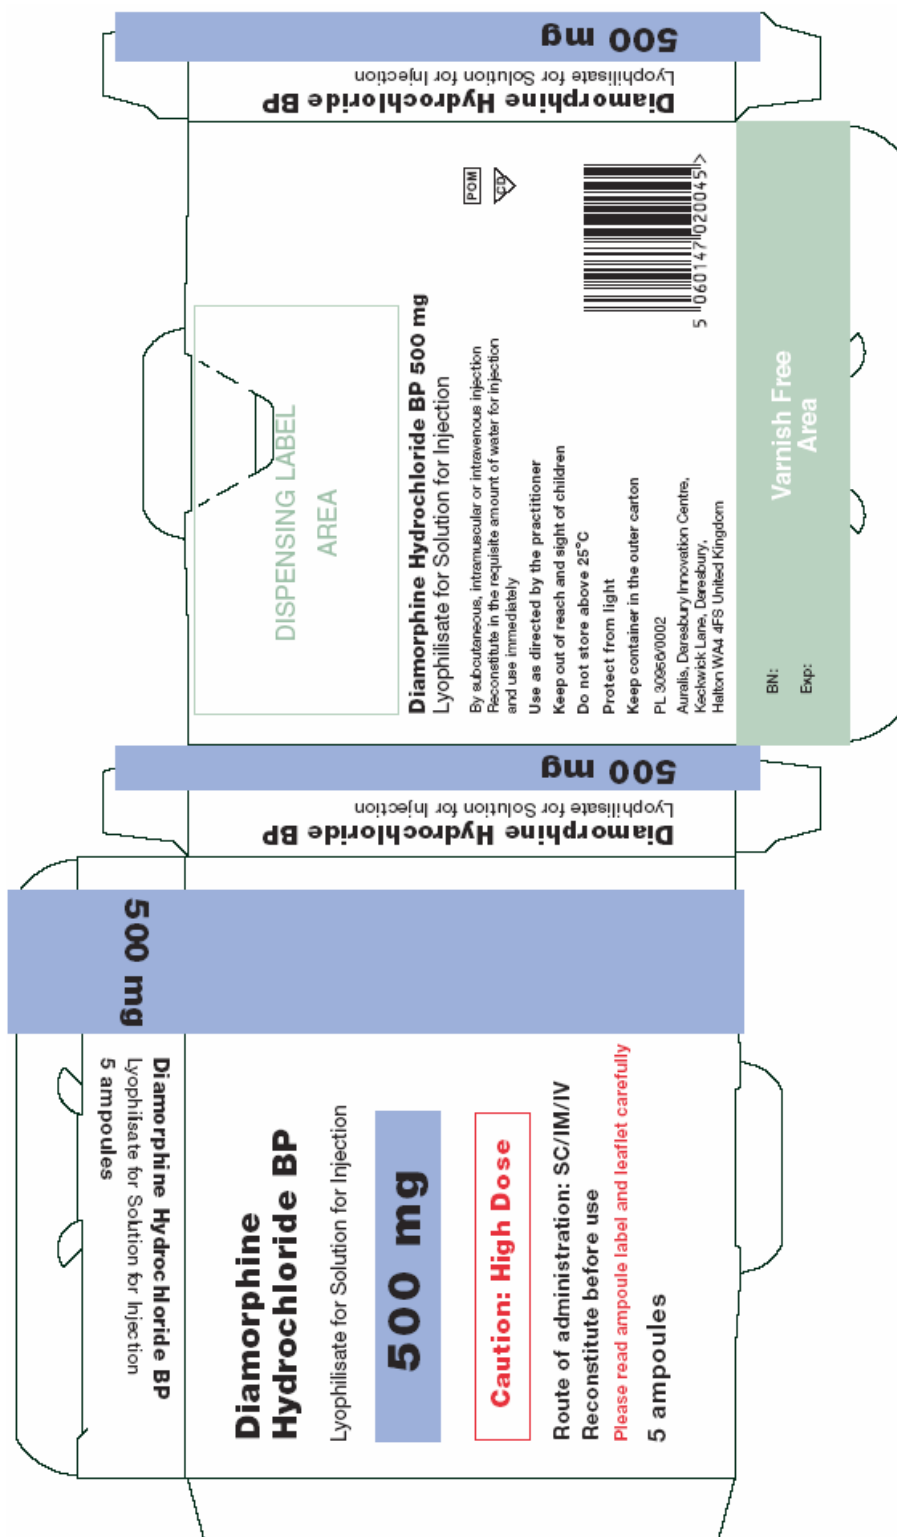 500 mg
Diamorphine Hydrochloride BP
Lyophilisate for Solution for Injection
DISPENSING LABEL
AREA
Diamorphine Hydrochloride BP 500 mg
Lyophilisate for Solution for Injection
By subcutaneous, intramuscular or intravenous injection
Reconstitute in the requisite amount of water for injection
and use immediately
Use as directed by the practitioner
Keep out of reach and sight of children
Do not store above 25°C
Protect from light
Keep container in the outer carton
PL 30956/0002
Auralis, Daresbury Innovation Centre,
Keckwick Lane, Daresbury,
Halton WA4 4FS United Kingdom
POM
CD
5 060147 020045 >
Varnish Free
Area
BN:
Exp:
500 mg
Diamorphine Hydrochloride BP
Lyophilisate for Solution for Injection
500 mg
Diamorphine Hydrochloride BP
Lyophilisate for Solution for Injection
5 ampoules
Diamorphine
Hydrochloride BP
Lyophilisate for Solution for Injection
500 mg
Caution: High Dose
Route of administration: SC/IM/IV
Reconstitute before use
Please read ampoule label and leaflet carefully
5 ampoules